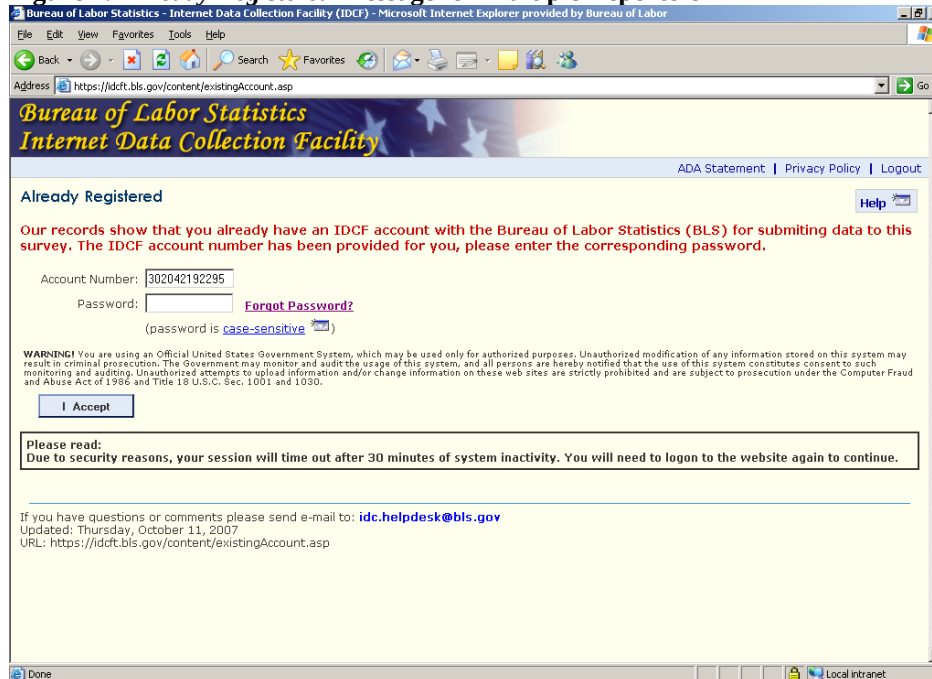 Bureau of Labor Statistics - Internet Data Collection Facility (IDCF) - Microsoft Internet Explorer provided by Bureau of Labor
File Edit View Favorites Tools Help
Back Search Favorites
Address https://idcft.bls.gov/content/existingAccount.asp Go
Bureau of Labor Statistics
Internet Data Collection Facility
ADA Statement | Privacy Policy | Logout
Already Registered
Help
Our records show that you already have an IDCF account with the Bureau of Labor Statistics (BLS) for submiting data to this
survey. The IDCF account number has been provided for you, please enter the corresponding password.
Account Number: 302042192295
Password: Forgot Password?
(password is case-sensitive )
WARNING! You are using an Official United States Government System, which may be used only for authorized purposes. Unauthorized modification of any information stored on this system may
result in criminal prosecution. The Government may monitor and audit the usage of this system, and all persons are hereby notified that the use of this system constitutes consent to such
monitoring and auditing. Unauthorized attempts to upload information and/or change information on these web sites are strictly prohibited and are subject to prosecution under the Computer Fraud
and Abuse Act of 1986 and Title 18 U.S.C. Sec. 1001 and 1030.
I Accept
Please read:
Due to security reasons, your session will time out after 30 minutes of system inactivity. You will need to logon to the website again to continue.
If you have questions or comments please send e-mail to: idc.helpdesk@bls.gov
Updated: Thursday, October 11, 2007
URL: https://idcft.bls.gov/content/existingAccount.asp
Done Local intranet